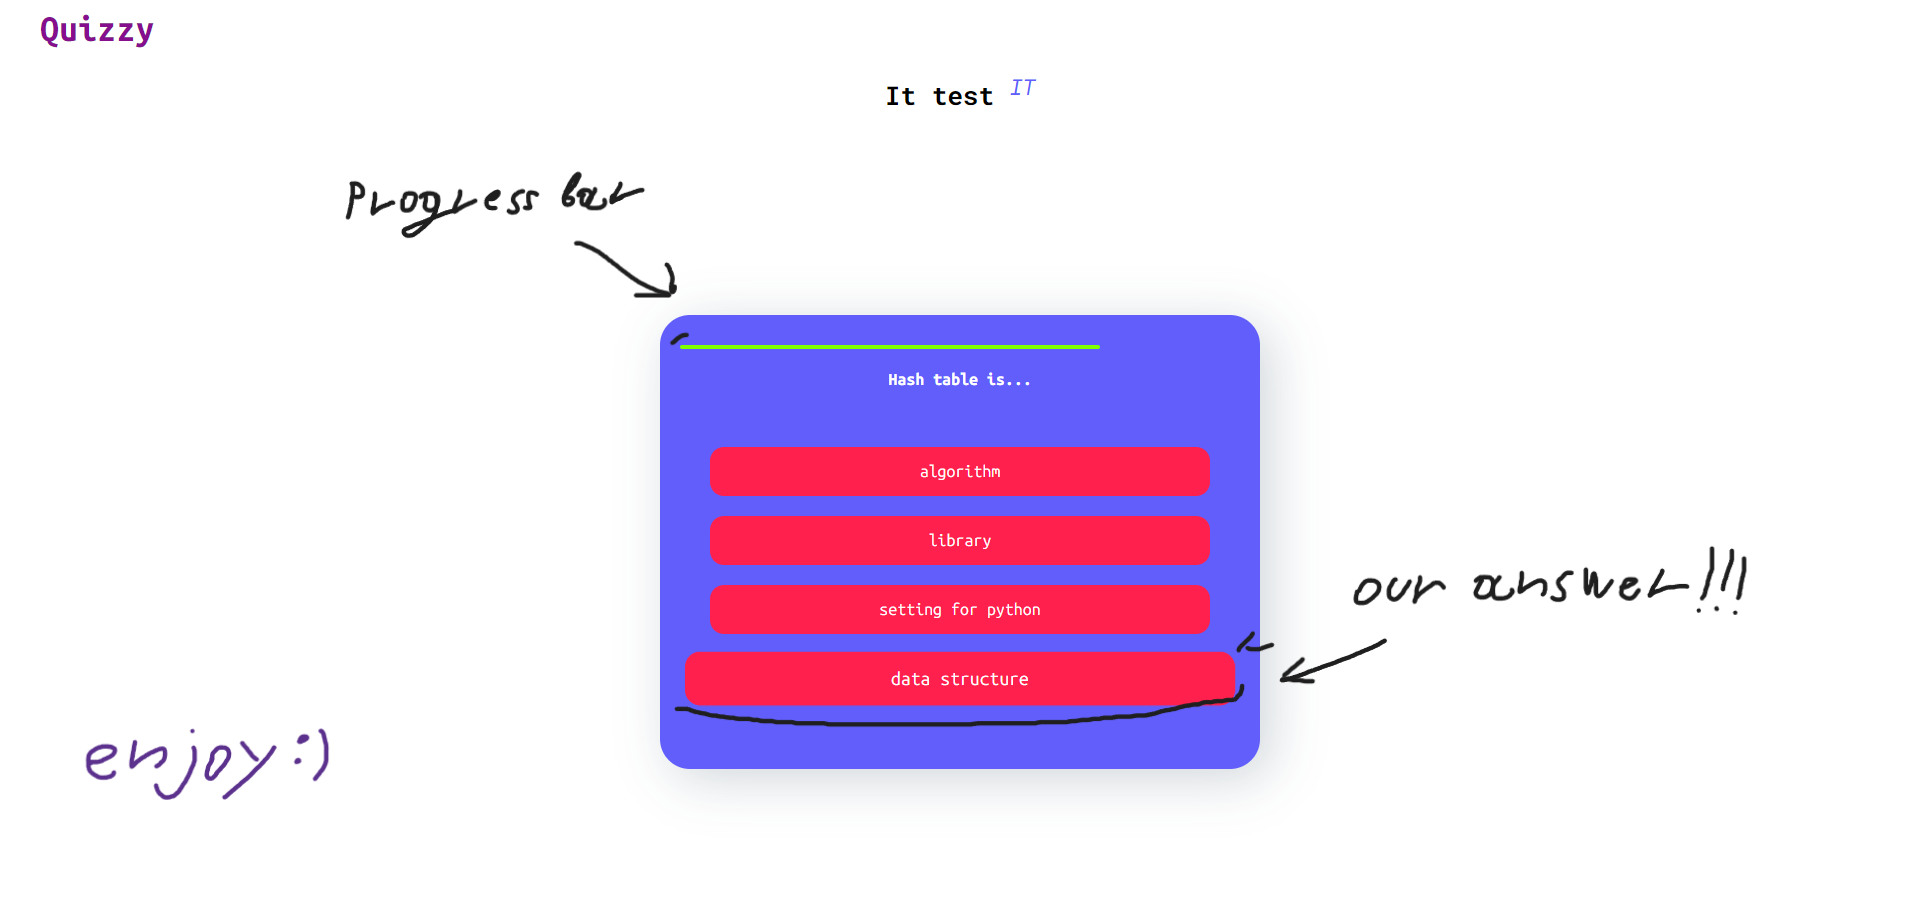 Quizzy
It test IT
Progress bar
Hash table is...
algorithm
library
setting for python
our answer!!!
data structure
enjoy:)